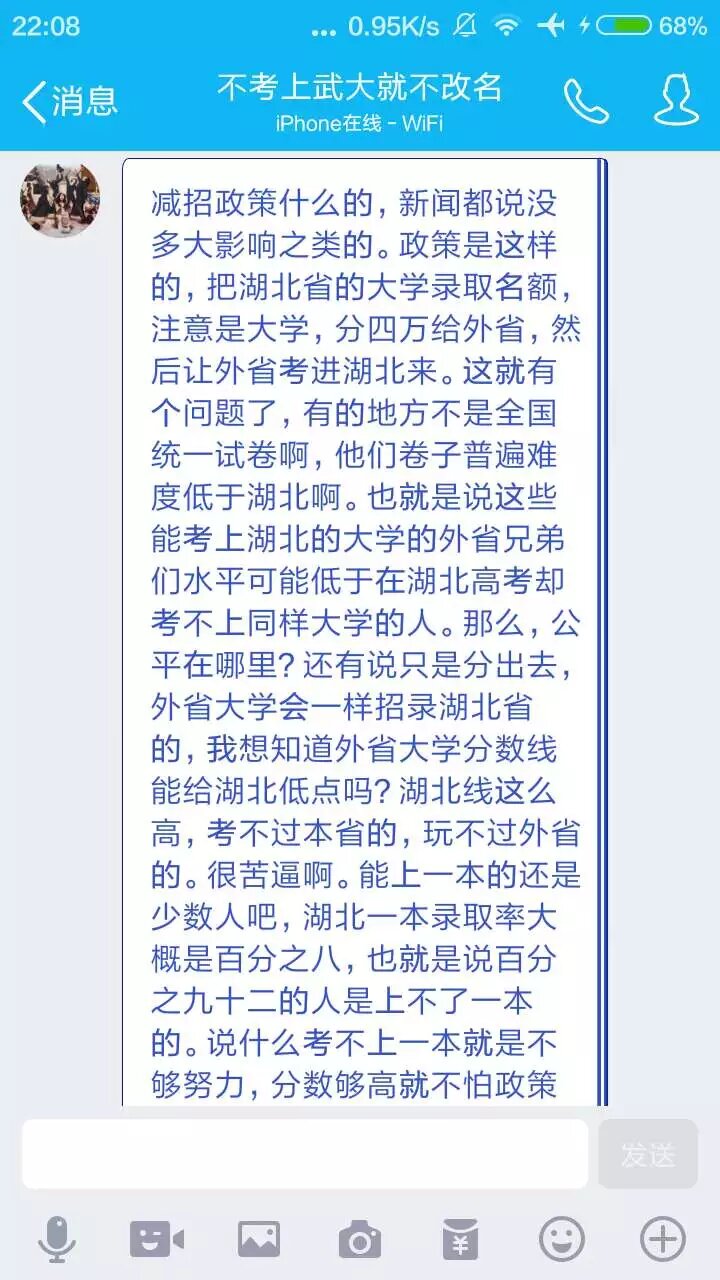 22:08
... 0.95K/s
68%
消息
不考上武大就不改名
iPhone在线 - WiFi
减招政策什么的，新闻都说没
多大影响之类的。政策是这样
的，把湖北省的大学录取名额，
注意是大学，分四万给外省，然
后让外省考进湖北来。这就有
个问题了，有的地方不是全国
统一试卷啊，他们卷子普遍难
度低于湖北啊。也就是说这些
能考上湖北的大学的外省兄弟
们水平可能低于在湖北高考却
考不上同样大学的人。那么，公
平在哪里？还有说只是分出去，
外省大学会一样招录湖北省
的，我想知道外省大学分数线
能给湖北低点吗？湖北线这么
高，考不过本省的，玩不过外省
的。很苦逼啊。能上一本的还是
少数人吧，湖北一本录取率大
概是百分之八，也就是说百分
之九十二的人是上不了一本
的。说什么考不上一本就是不
够努力，分数够高就不怕政策
发送